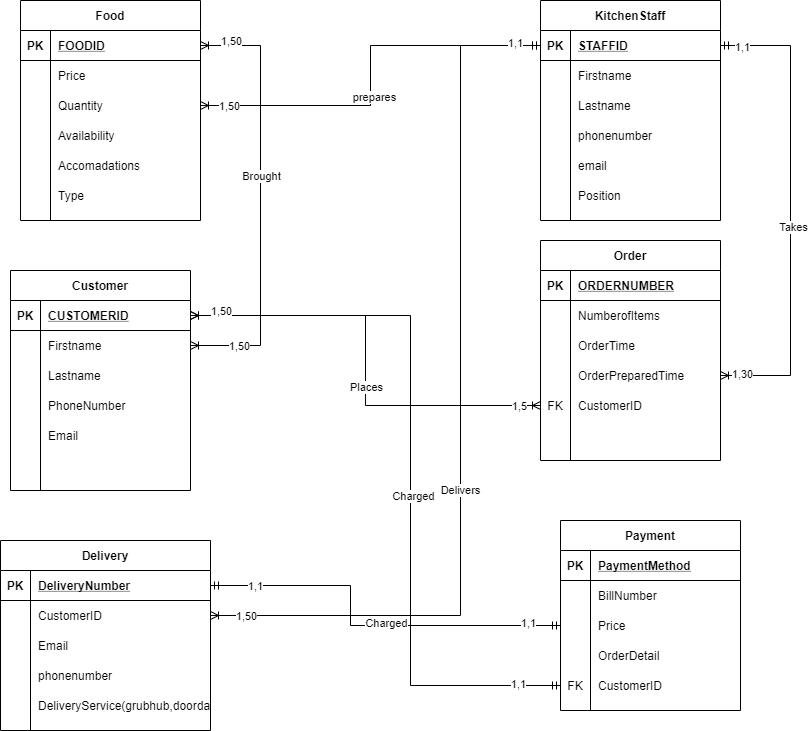 Food
PK FOODID
Price
Quantity
Availability
Accomadations
Type
1,50
1,50
Brought
prepares
1,1
KitchenStaff
PK STAFFID
Firstname
Lastname
phonenumber
email
Position
1,1
Takes
Customer
PK CUSTOMERID
Firstname
Lastname
PhoneNumber
Email
1,50
1,50
Places
1,5
Order
PK ORDERNUMBER
NumberofItems
OrderTime
OrderPreparedTime
FK CustomerID
1,30
Charged
Delivers
Delivery
PK DeliveryNumber
CustomerID
Email
phonenumber
DeliveryService(grubhub,doorda
1,1
1,50
Charged
1,1
1,1
Payment
PK PaymentMethod
BillNumber
Price
OrderDetail
FK CustomerID